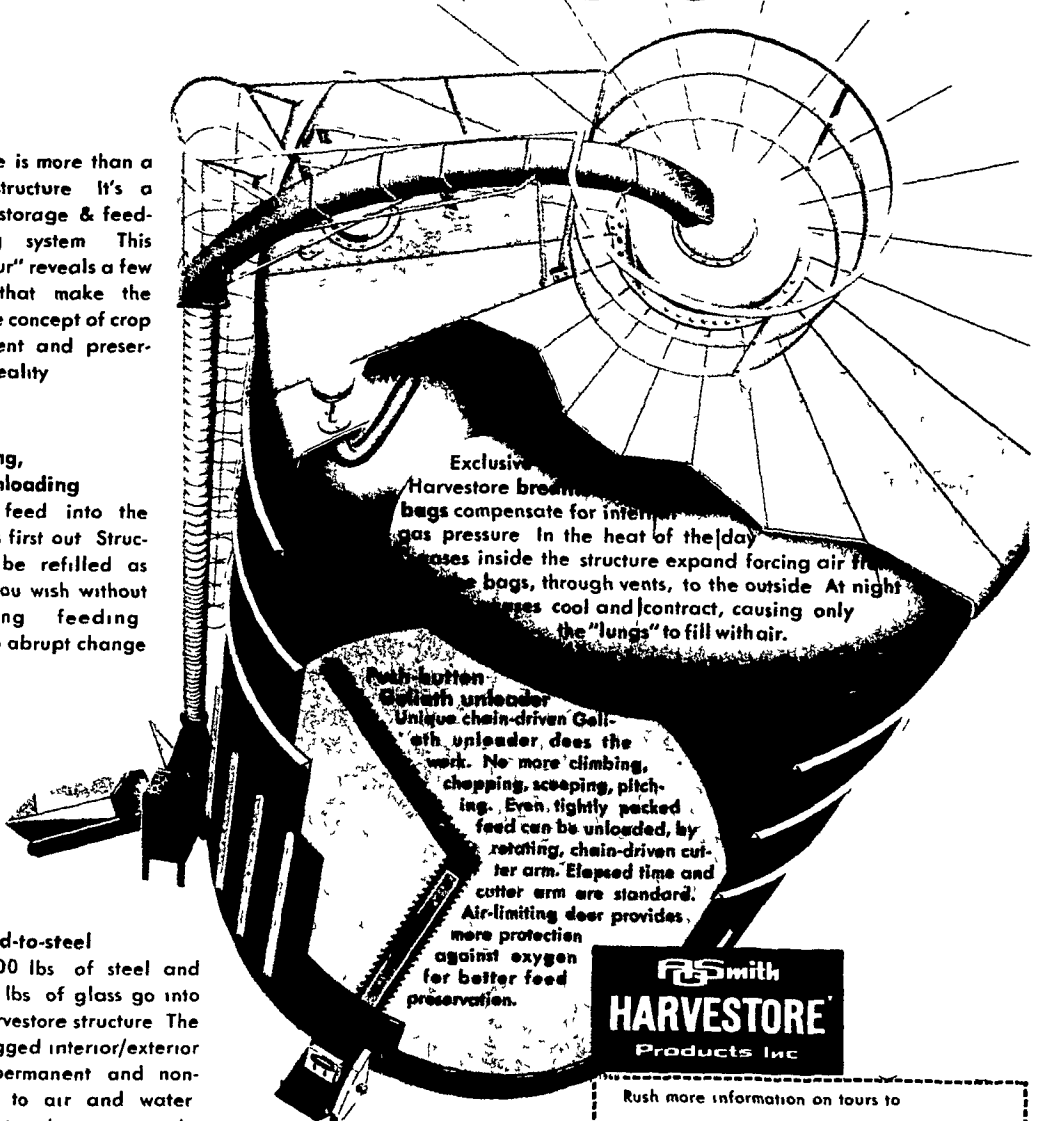 e is more than a
tructure It's a
storage & feed-
g system This
ur" reveals a few
that make the
e concept of crop
ent and preser-
eality
ng,
nloading
feed into the
first out Struc-
be refilled as
ou wish without
ng feeding
abrupt change
d-to-steel
00 lbs of steel and
lbs of glass go into
rvestore structure The
gged interior/exterior
permanent and non-
to air and water
Exclusive
Harvestore
bags compensate for
gas pressure In the heat of the day
gases inside the structure expand forcing air
bags, through vents, to the outside At night
gases cool and contract, causing only
the "lungs" to fill with air.
Push-button
Goliath unloader
Unique chain-driven Goli-
ath unloader does the
work. No more climbing,
chopping, scooping, pitch-
ing. Even tightly packed
feed can be unloaded, by
rotating, chain-driven cut-
ter arm. Elapsed time and
cutter arm are standard.
Air-limiting door provides
more protection
against oxygen
for better feed
preservation.
AOSmith
HARVESTORE
Products Inc
Rush more information on tours to